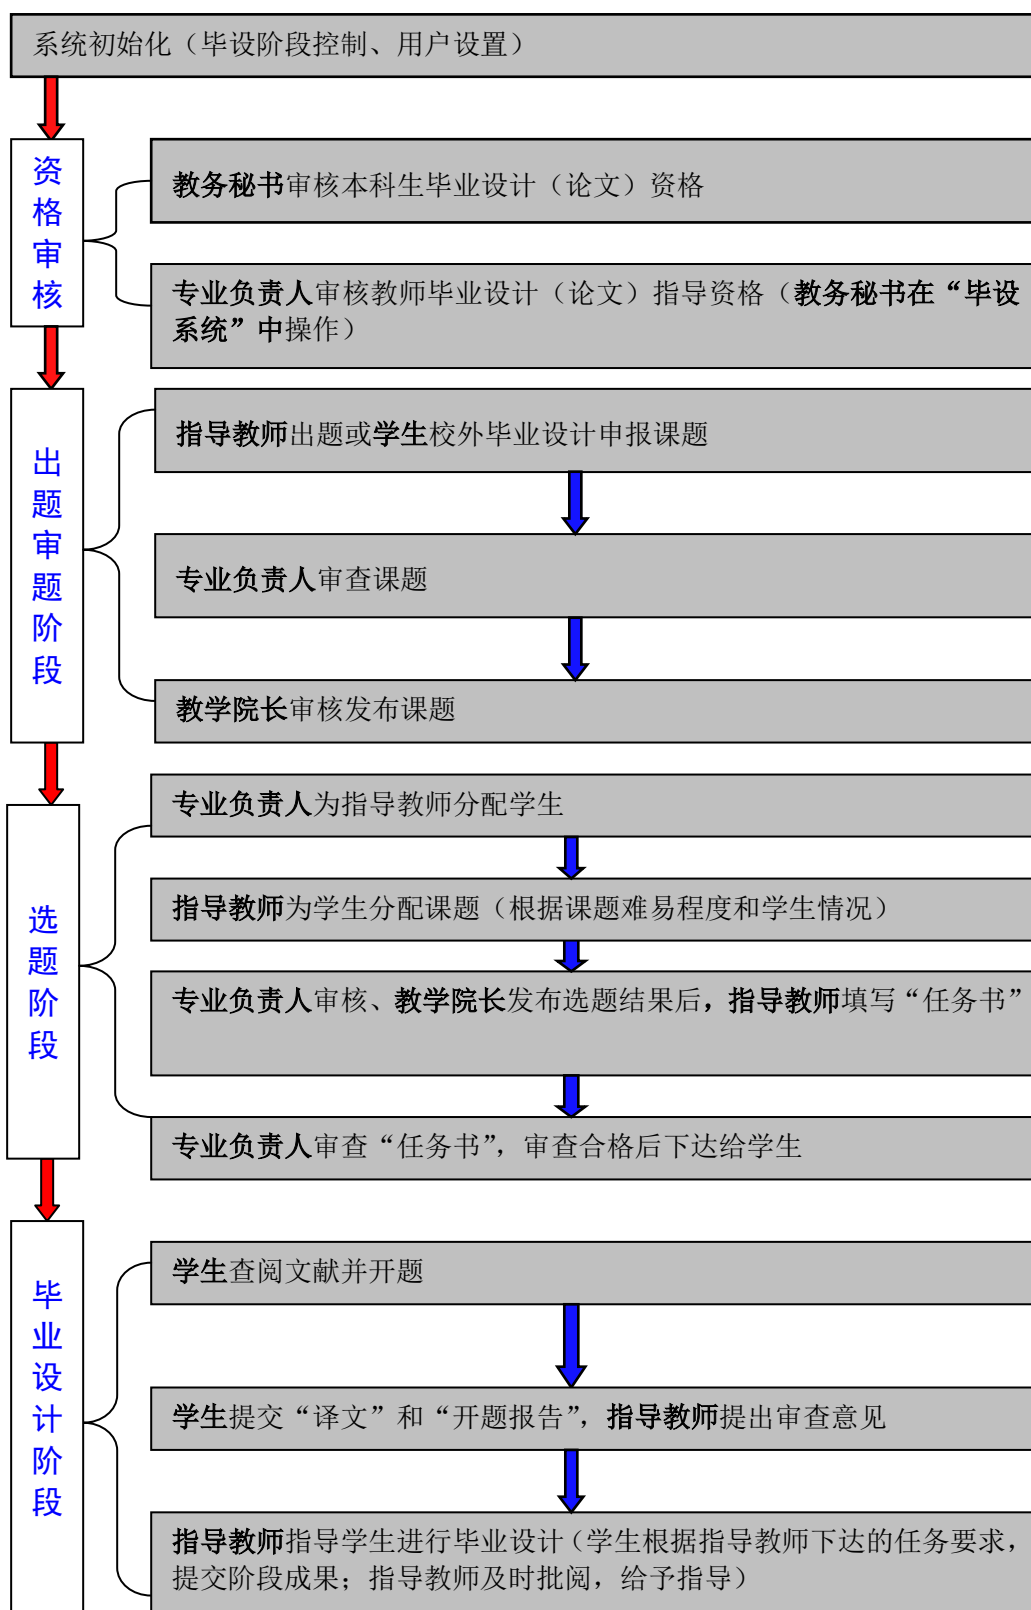 系统初始化（毕设阶段控制、用户设置）
资格审核
教务秘书审核本科生毕业设计（论文）资格
专业负责人审核教师毕业设计（论文）指导资格（教务秘书在“毕设
系统”中操作）
出题审题阶段
指导教师出题或学生校外毕业设计申报课题
专业负责人审查课题
教学院长审核发布课题
选题阶段
专业负责人为指导教师分配学生
指导教师为学生分配课题（根据课题难易程度和学生情况）
专业负责人审核、教学院长发布选题结果后，指导教师填写“任务书”
专业负责人审查“任务书”，审查合格后下达给学生
毕业设计阶段
学生查阅文献并开题
学生提交“译文”和“开题报告”，指导教师提出审查意见
指导教师指导学生进行毕业设计（学生根据指导教师下达的任务要求，
提交阶段成果；指导教师及时批阅，给予指导）